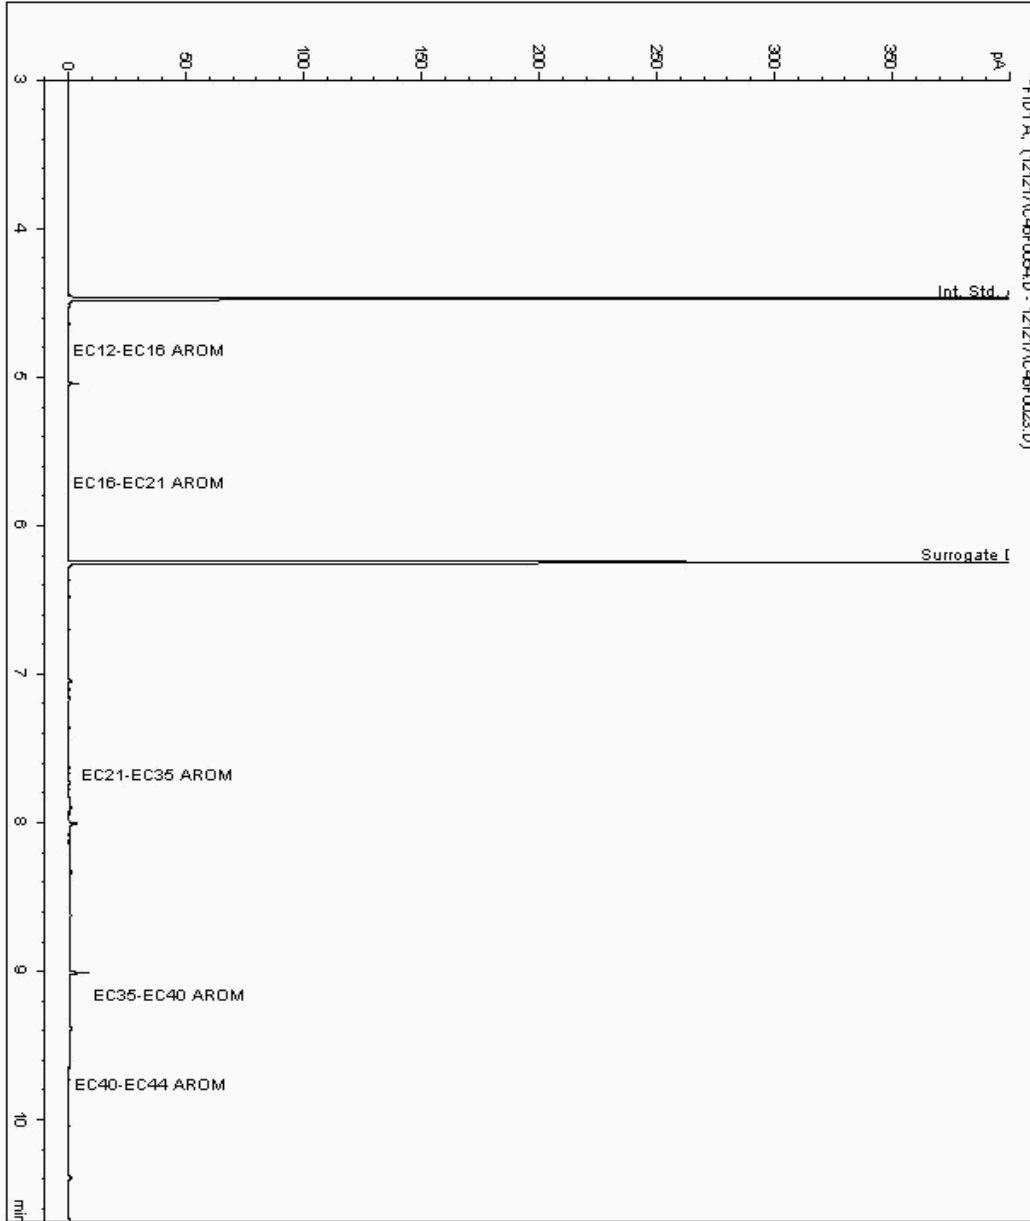 pA
350
300
250
200
150
100
50
0
3
4
Int. Std.
EC12-EC16 AROM
5
EC16-EC21 AROM
6
Surrogate
7
EC21-EC35 AROM
8
9
EC35-EC40 AROM
EC40-EC44 AROM
10
min